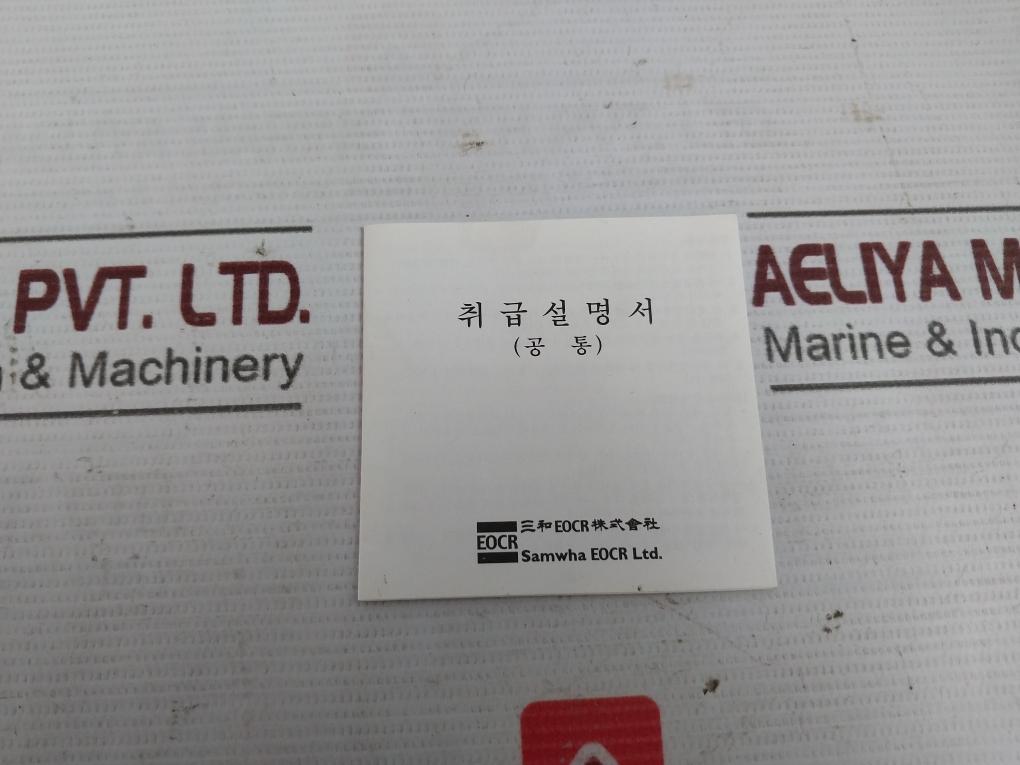 PVT. LTD.
& Machinery
취급설명서
(공 통)
EOCR
三和EOCR株式會社
Samwha EOCR Ltd.
AELIYA
Marine &